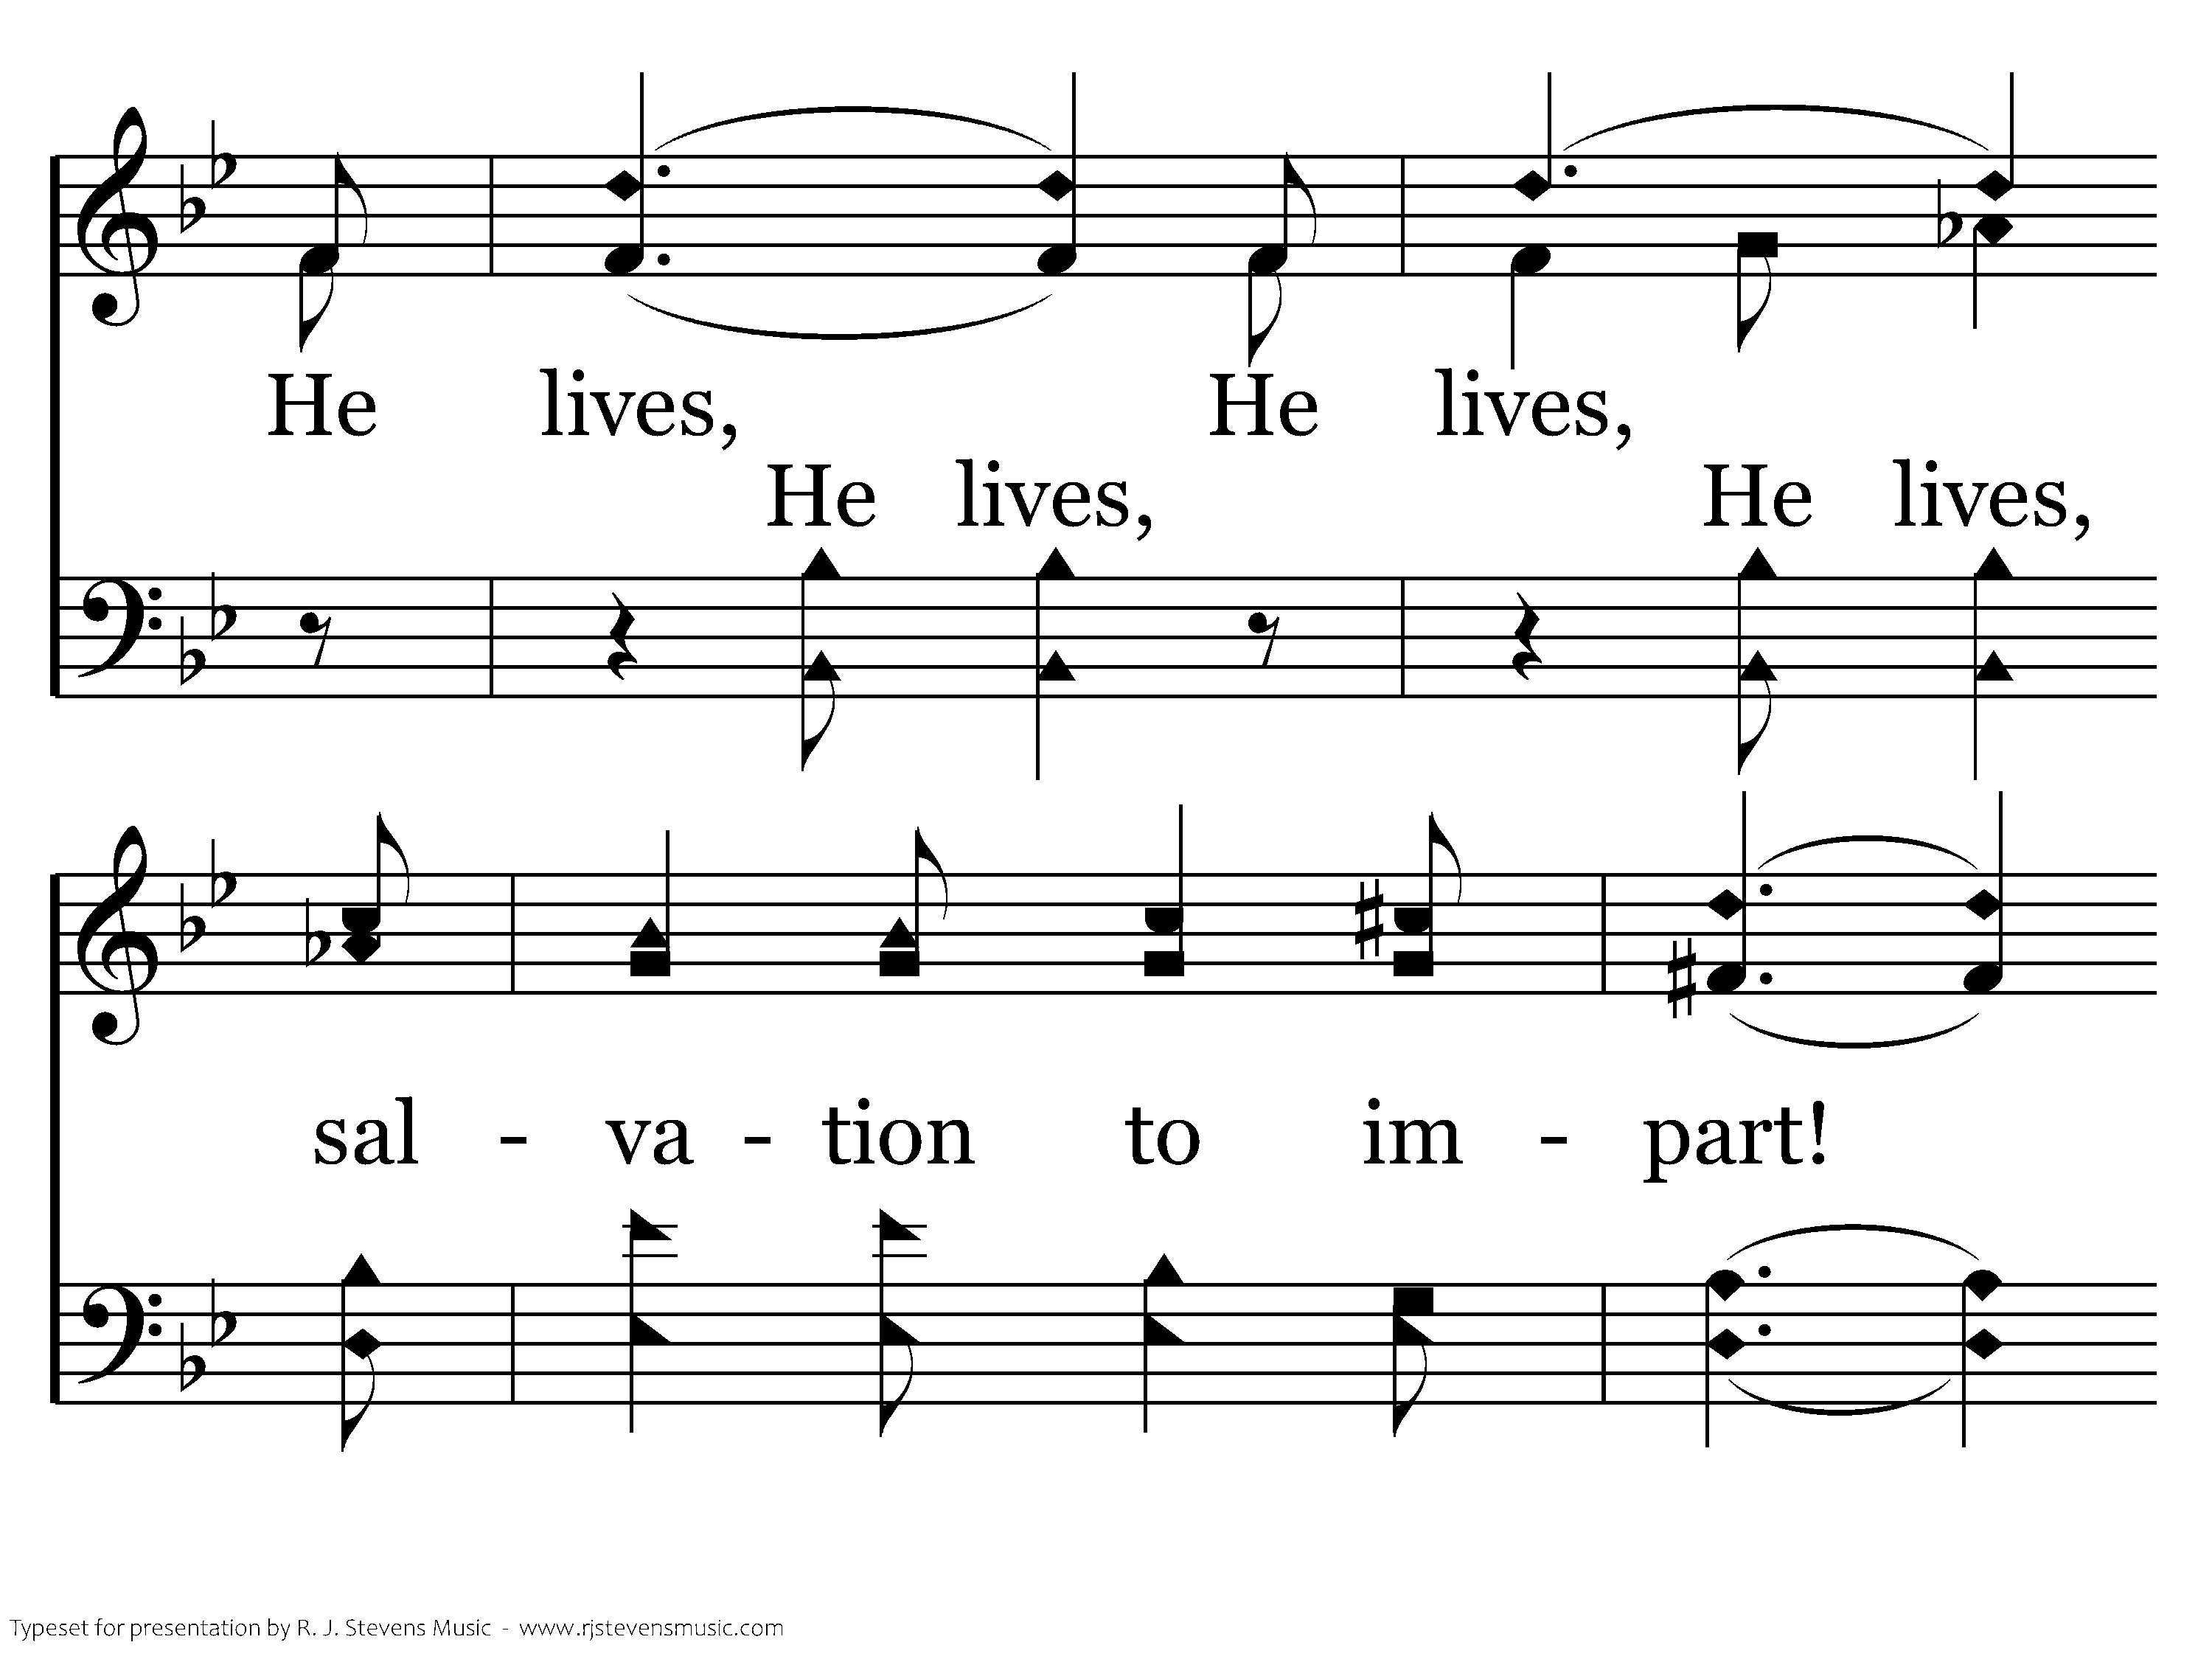 He lives, He lives,
He lives, He lives,
sal - va - tion to im - part!
Typeset for presentation by R. J. Stevens Music - www.rjstevensmusic.com